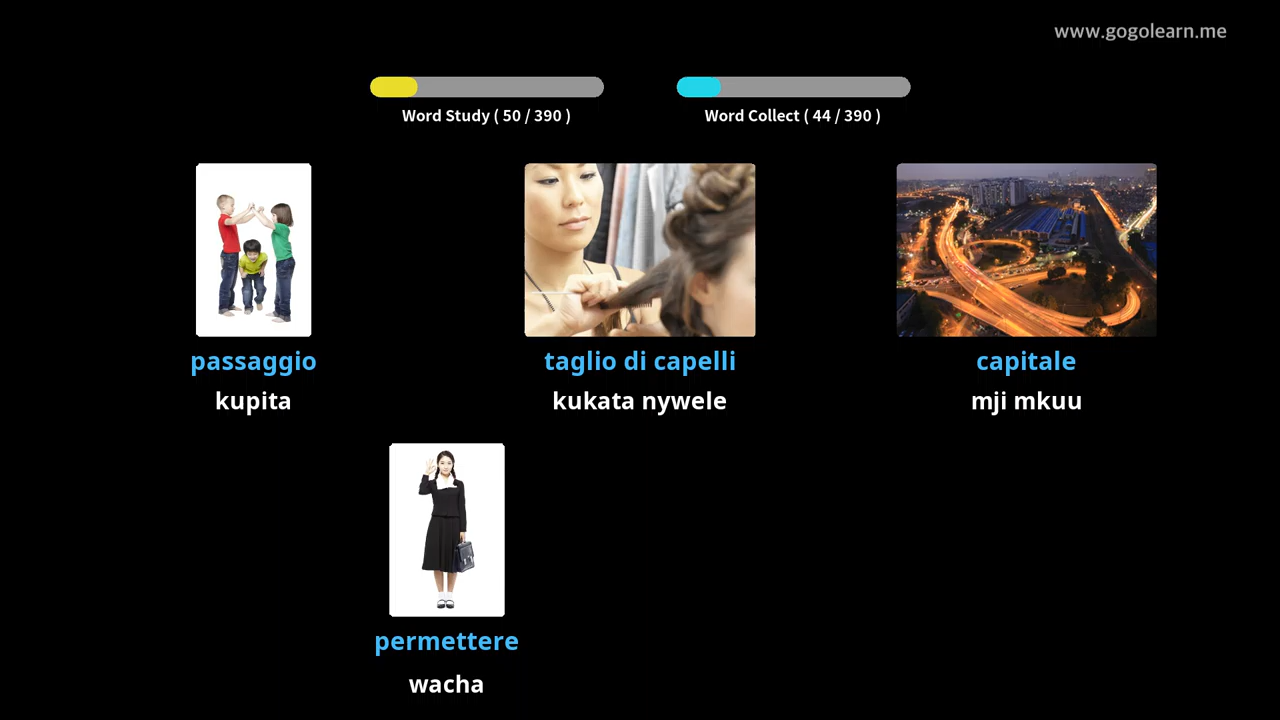 www.gogolearn.me
Word Study ( 50 / 390 )
Word Collect ( 44 / 390 )
passaggio
kupita
taglio di capelli
kukata nywele
capitale
mji mkuu
permettere
wacha